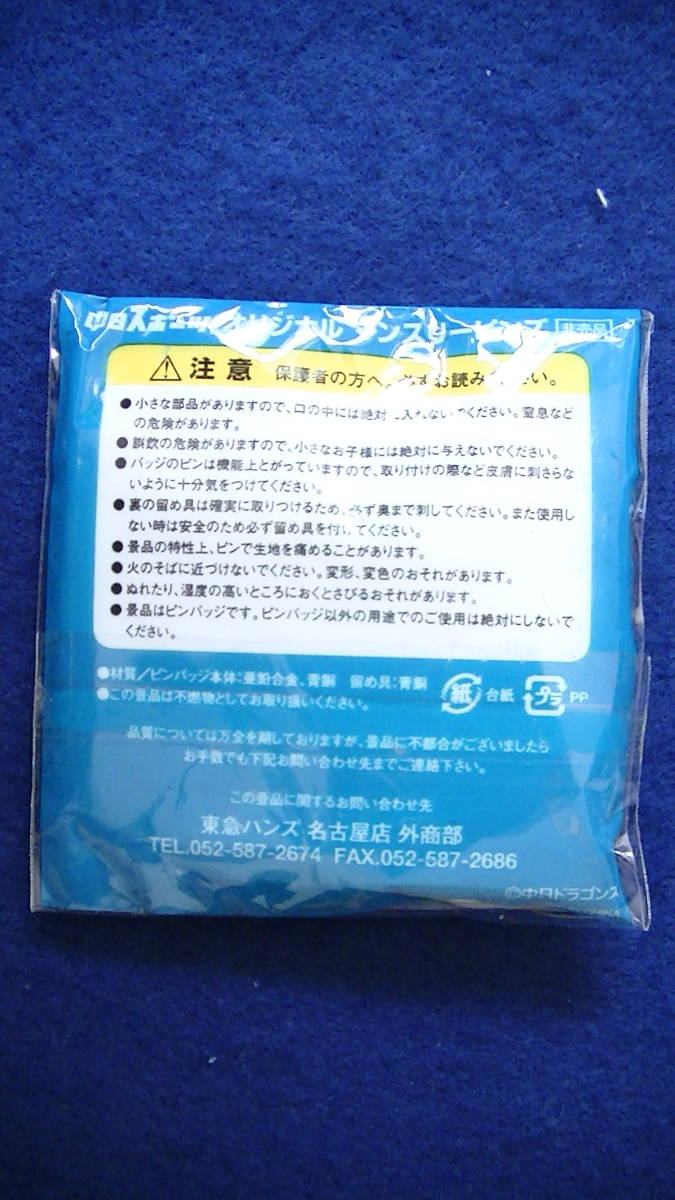 中日スポーツ オリジナル 非売品
注意 保護者の方へ。必ずお読みください。
●小さな部品がありますので、口の中には絶対に入れないでください。窒息など
の危険があります。
●誤飲の危険がありますので、小さなお子様には絶対に与えないでください。
●バッジのピンは機能上とがっていますので、取り付けの際など皮膚に刺さらな
いように十分気をつけてください。
●裏の留め具は確実に取りつけるため、必ず奥まで刺してください。また使用し
ない時は安全のため必ず留め具を付けてください。
●景品の特性上、ピンで生地を痛めることがあります。
●火のそばに近づけないでください。変形、変色のおそれがあります。
●ぬれたり、湿度の高いところにおくとさびるおそれがあります。
●景品はピンバッジです。ピンバッジ以外の用途でのご使用は絶対にしないで
ください。
●材質/ピンバッジ本体:亜鉛合金、青銅 留め具:青銅
●この景品は不燃物としてお取り扱いください。
紙 台紙 プラ PP
品質については万全を期しておりますが、景品に不都合がございましたら
お手数でも下記お問い合わせ先までご連絡下さい。
この景品に関するお問い合わせ先
東急ハンズ 名古屋店 外商部
TEL.052-587-2674 FAX.052-587-2686
©中日ドラゴンズ
CHINA